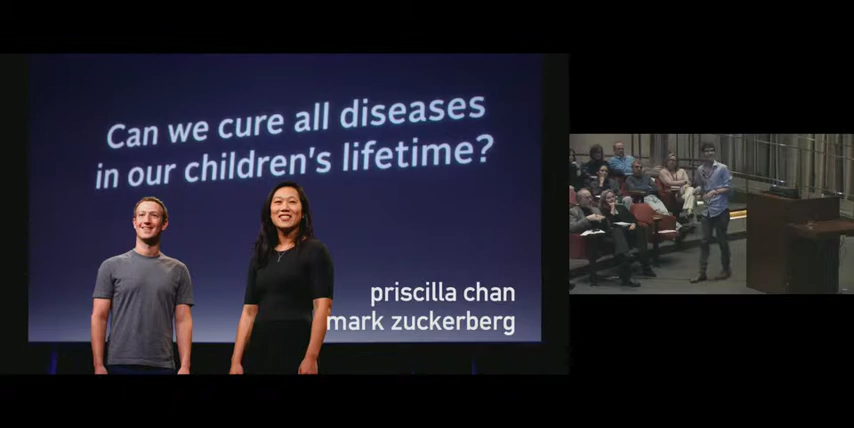 Can we cure all diseases
in our children's lifetime?
priscilla chan
mark zuckerberg